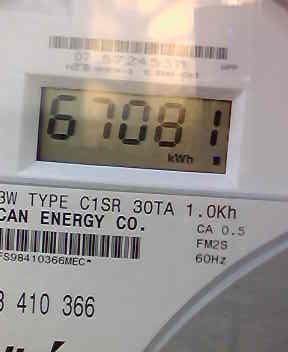 67081
kWh
3W TYPE C1SR 30TA 1.0Kh
CAN ENERGY CO.
CA 0.5
FM2S
60Hz
FS98410366MEC*
410 366